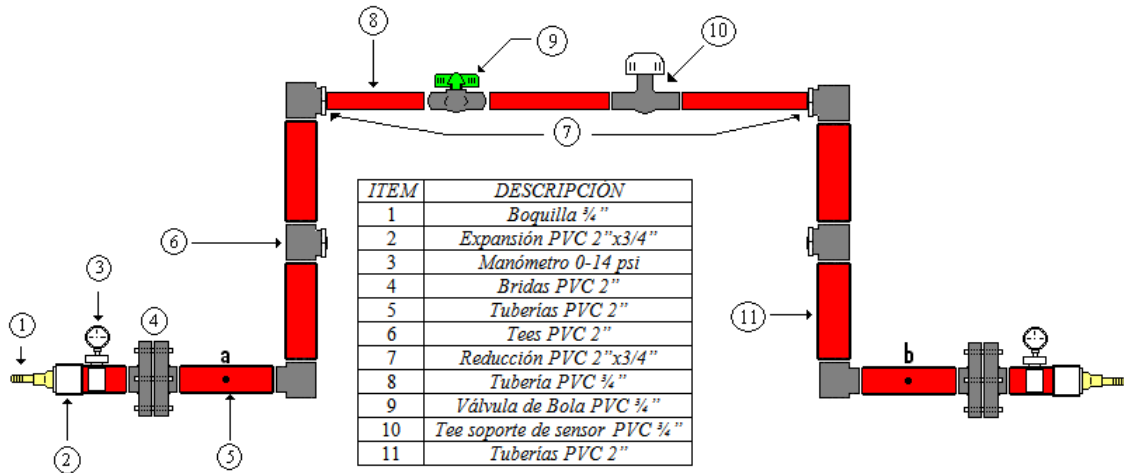 8
9
10
7
ITEM DESCRIPCIÓN
1 Boquilla ¾”
2 Expansión PVC 2”x3/4”
3 Manómetro 0-14 psi
4 Bridas PVC 2”
5 Tuberías PVC 2”
6 Tees PVC 2”
7 Reducción PVC 2”x3/4”
8 Tubería PVC ¾”
9 Válvula de Bola PVC ¾”
10 Tee soporte de sensor PVC ¾”
11 Tuberías PVC 2”
6
3
4
11
1
a
b
2
5